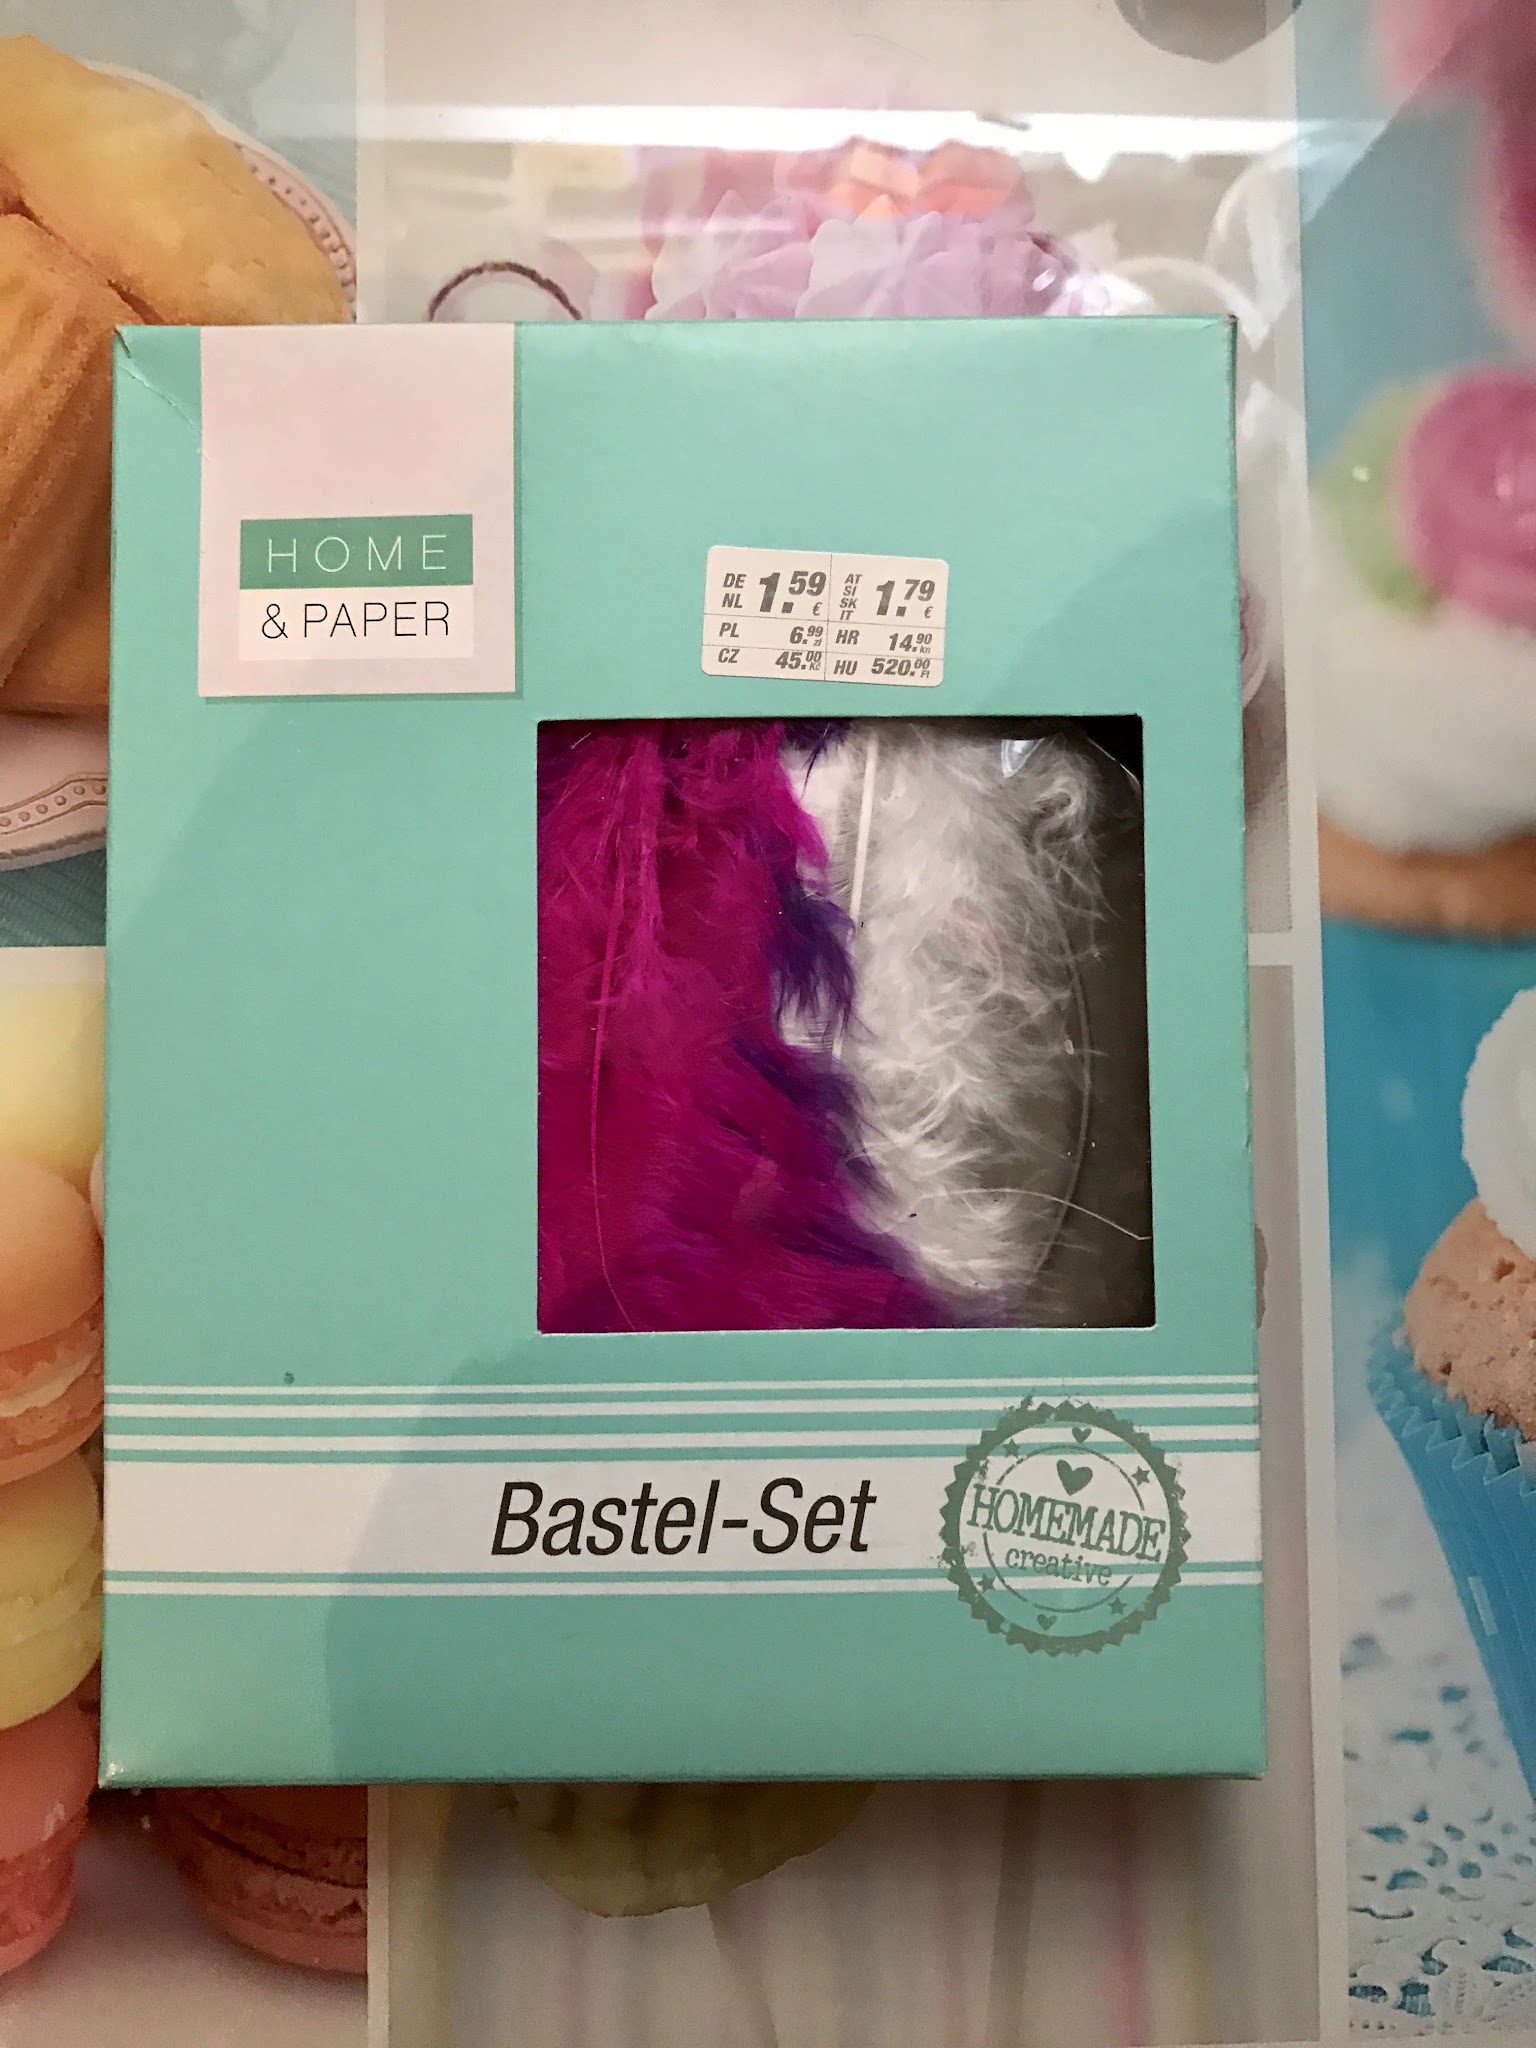 HOME
& PAPER
DE NL 1.59 €
AT SI SK IT 1.79 €
PL 6.99 zł
HR 14.90 kn
CZ 45.00 Kč
HU 520.00 Ft
Bastel-Set
HOMEMADE
creative